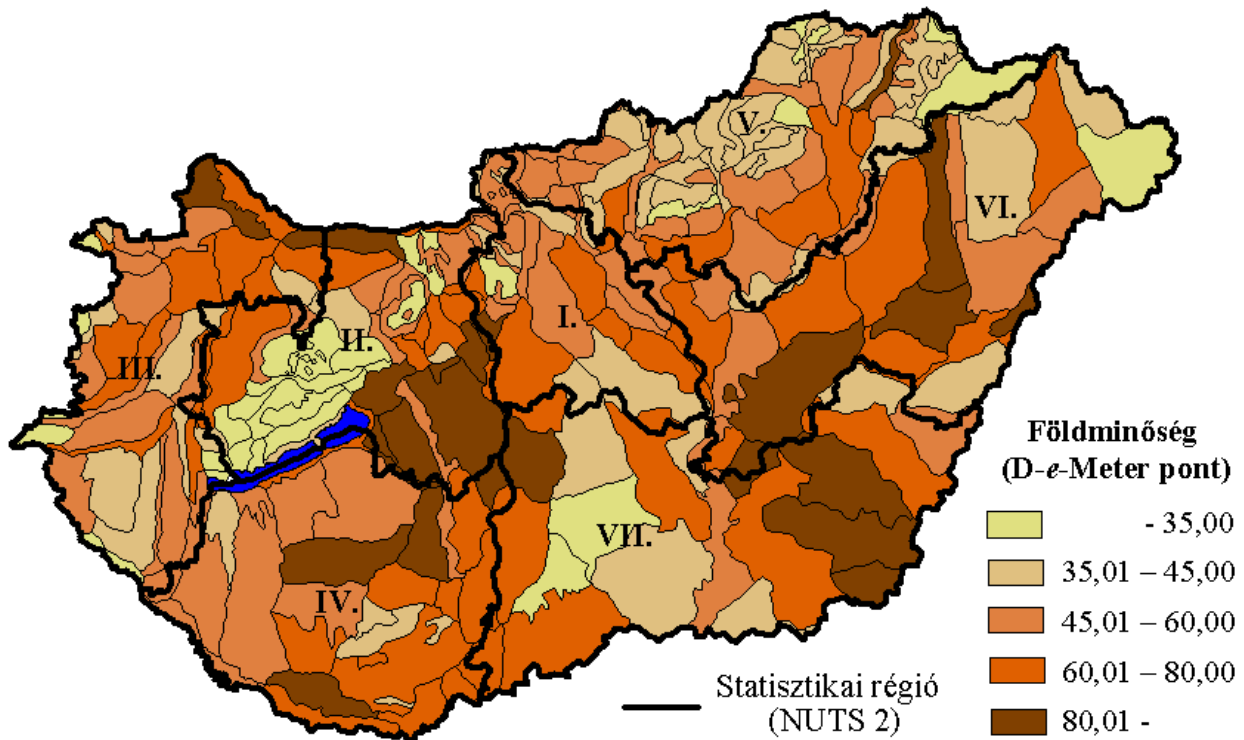 V.
VI.
I.
II.
III.
VII.
IV.
Földminőség
(D-e-Meter pont)
- 35,00
35,01 – 45,00
45,01 – 60,00
60,01 – 80,00
80,01 -
Statisztikai régió
(NUTS 2)